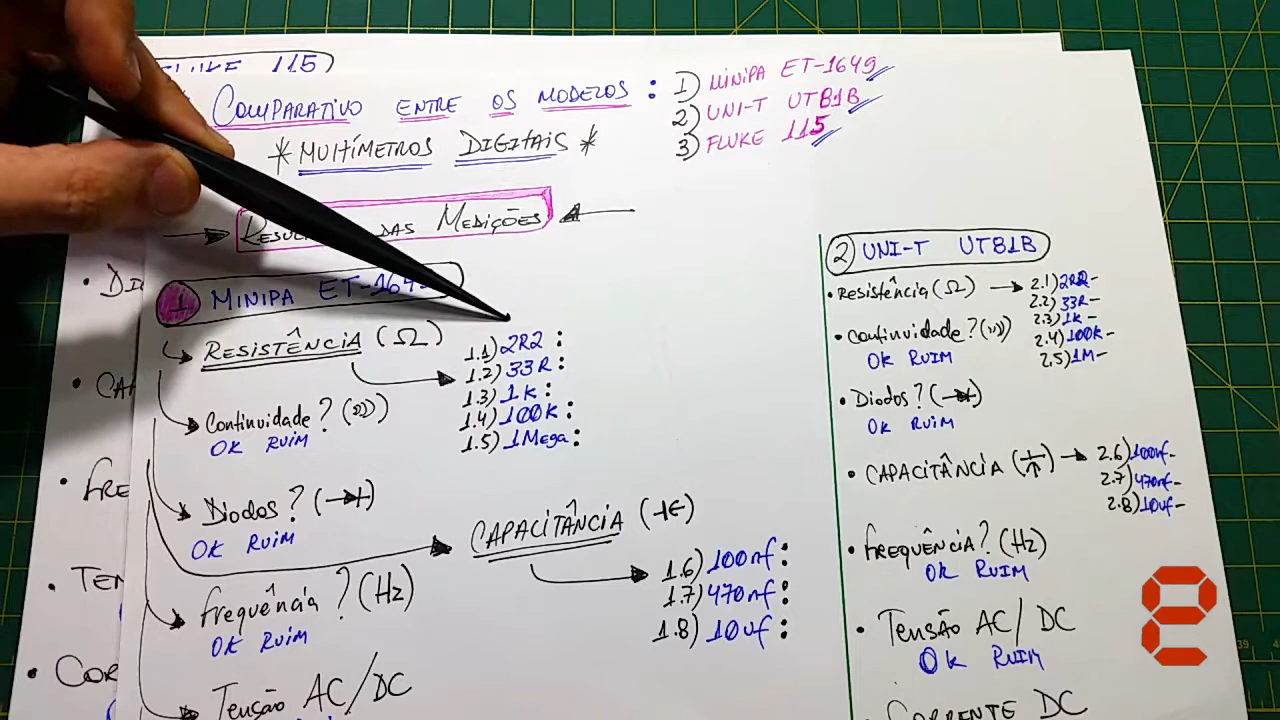 FLUKE 115
COMPARATIVO ENTRE OS MODELOS :
1) MINIPA ET-1649
2) UNI-T UT81B
3) FLUKE 115
* MULTÍMETROS DIGITAIS *
DAS MEDIÇÕES
1 MINIPA ET-1649
RESISTÊNCIA (Ω)
1.1) 2R2 :
1.2) 33R :
1.3) 1K :
1.4) 100K :
1.5) 1Mega :
Continuidade ? (•)))
OK RUIM
Diodos ?
OK RUIM
CAPACITÂNCIA
1.6) 100nf :
1.7) 470nf :
1.8) 10uf :
frequência ? (Hz)
OK RUIM
Tensão AC/DC
2 UNI-T UT81B
• Resistência (Ω)
2.1) 2R2 -
2.2) 33R -
2.3) 1K -
2.4) 100K -
2.5) 1M -
• Continuidade ? (•)))
OK RUIM
• Diodos ?
OK RUIM
• CAPACITÂNCIA
2.6) 100nf -
2.7) 470nf -
2.8) 10uf -
• FREQUÊNCIA ? (Hz)
OK RUIM
• Tensão AC/DC
OK RUIM
CORRENTE DC
e